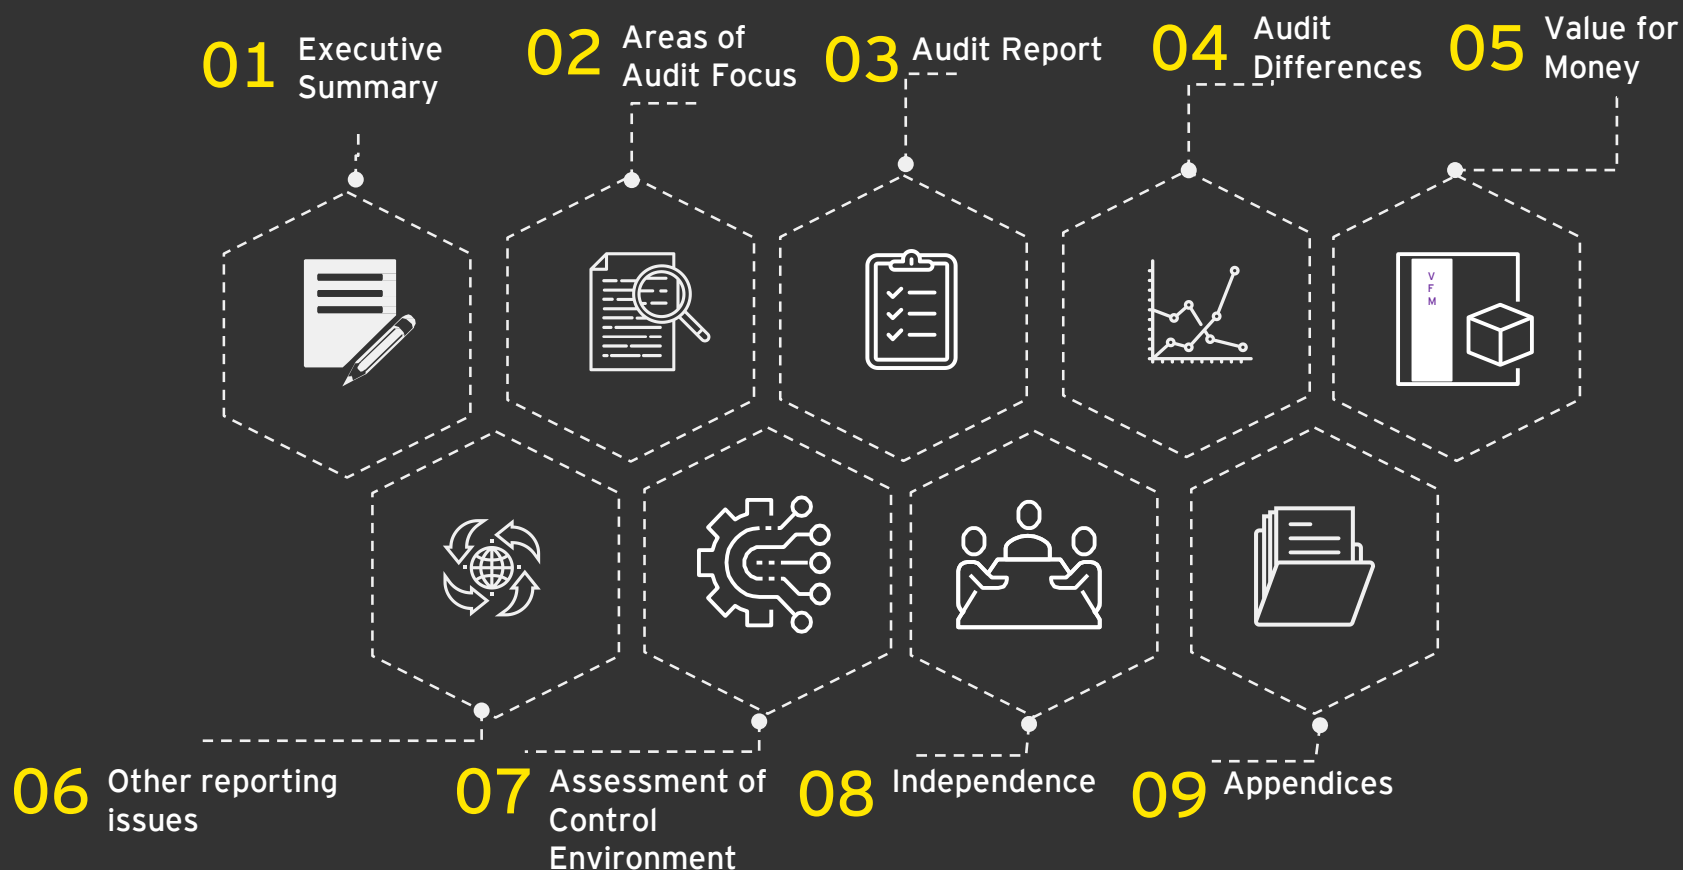 01 Executive
Summary
02 Areas of
Audit Focus
03 Audit Report
04 Audit
Differences
05 Value for
Money
V
F
M
06 Other reporting
issues
07 Assessment of
Control
Environment
08 Independence
09 Appendices